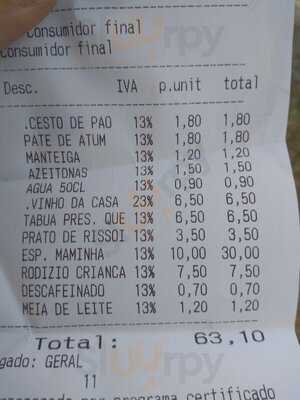 Consumidor final
Consumidor final
Desc. IVA p.unit total
.CESTO DE PAO 13% 1,80 1,80
PATE DE ATUM 13% 1,80 1,80
MANTEIGA 13% 1,20 1,20
AZEITONAS 13% 1,50 1,50
AGUA 50CL 13% 0,90 0,90
.VINHO DA CASA 23% 6,50 6,50
TABUA PRES. QUE 13% 6,50 6,50
PRATO DE RISSOI 13% 3,50 3,50
ESP. MAMINHA 13% 10,00 30,00
RODIZIO CRIANCA 13% 7,50 7,50
DESCAFEINADO 13% 0,70 0,70
MEIA DE LEITE 13% 1,20 1,20
Total: 63,10
gado: GERAL
11
por programa certificado